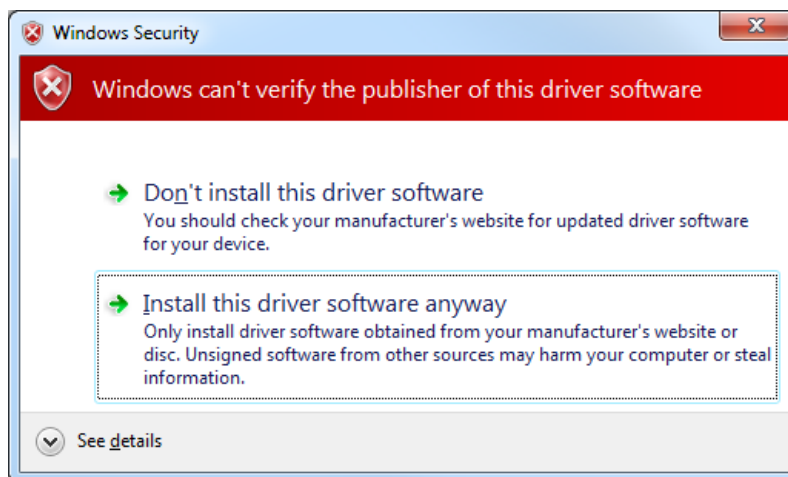 Windows Security
Windows can't verify the publisher of this driver software
Don't install this driver software
You should check your manufacturer's website for updated driver software
for your device.
Install this driver software anyway
Only install driver software obtained from your manufacturer's website or
disc. Unsigned software from other sources may harm your computer or steal
information.
See details